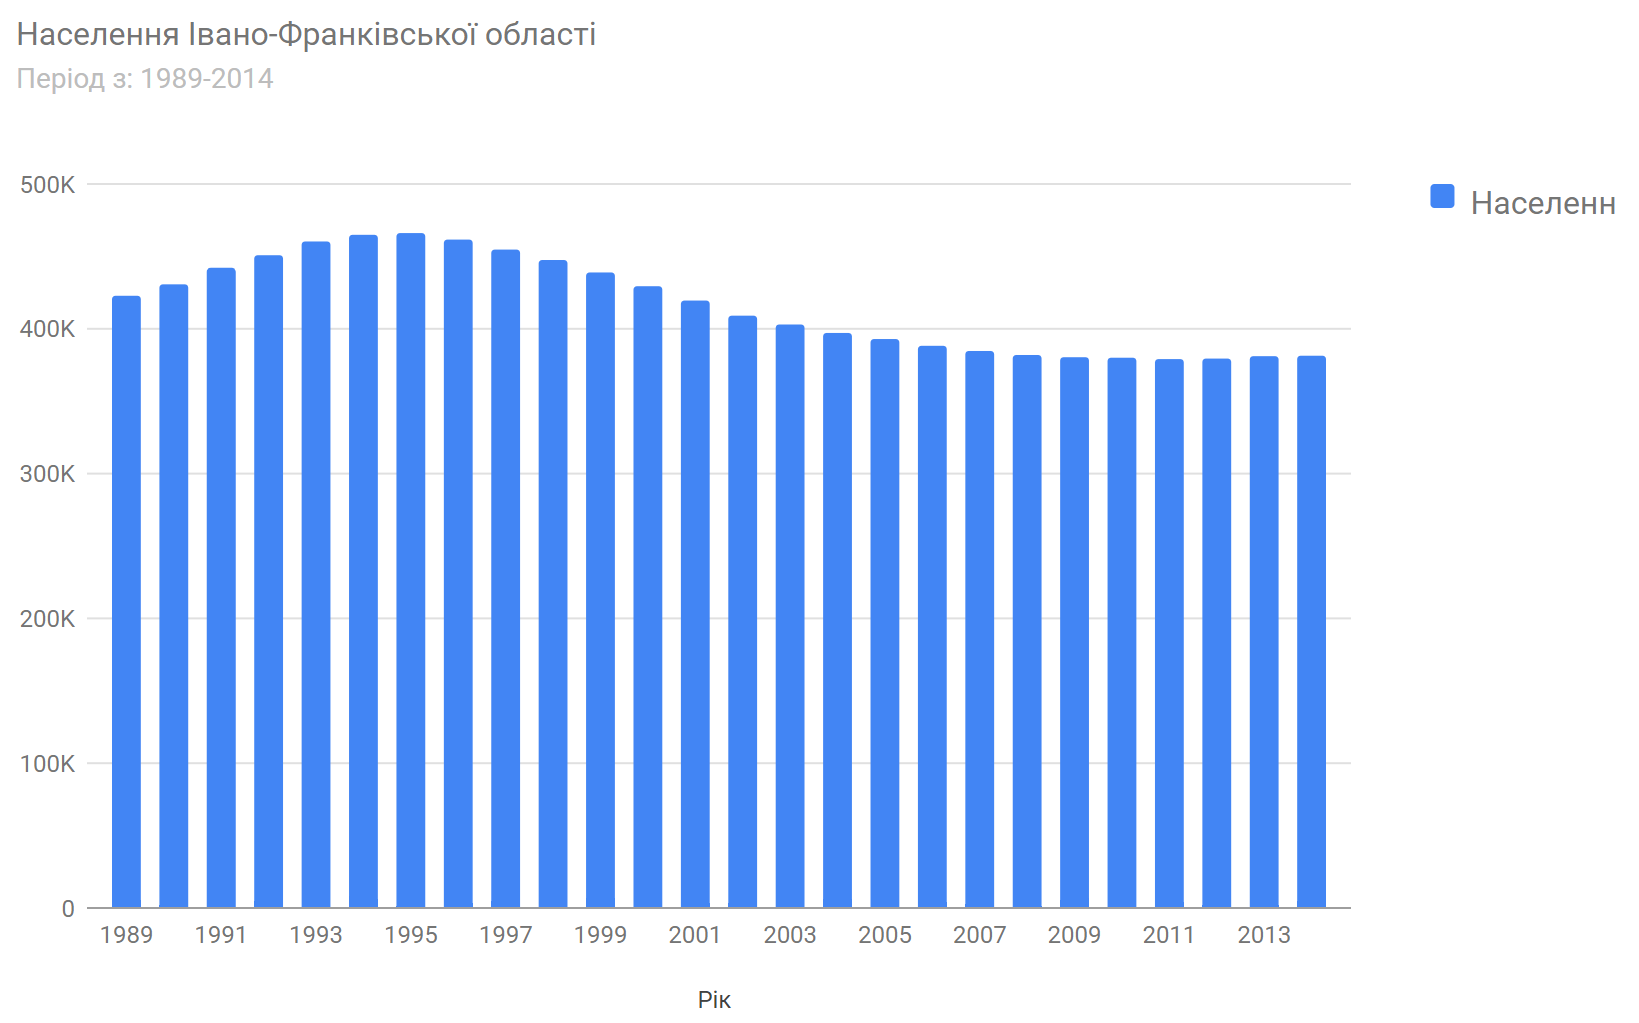 Населення Івано-Франківської області
Період з: 1989-2014
500K
Населенн
400K
300K
200K
100K
0
1989 1991 1993 1995 1997 1999 2001 2003 2005 2007 2009 2011 2013
Рік